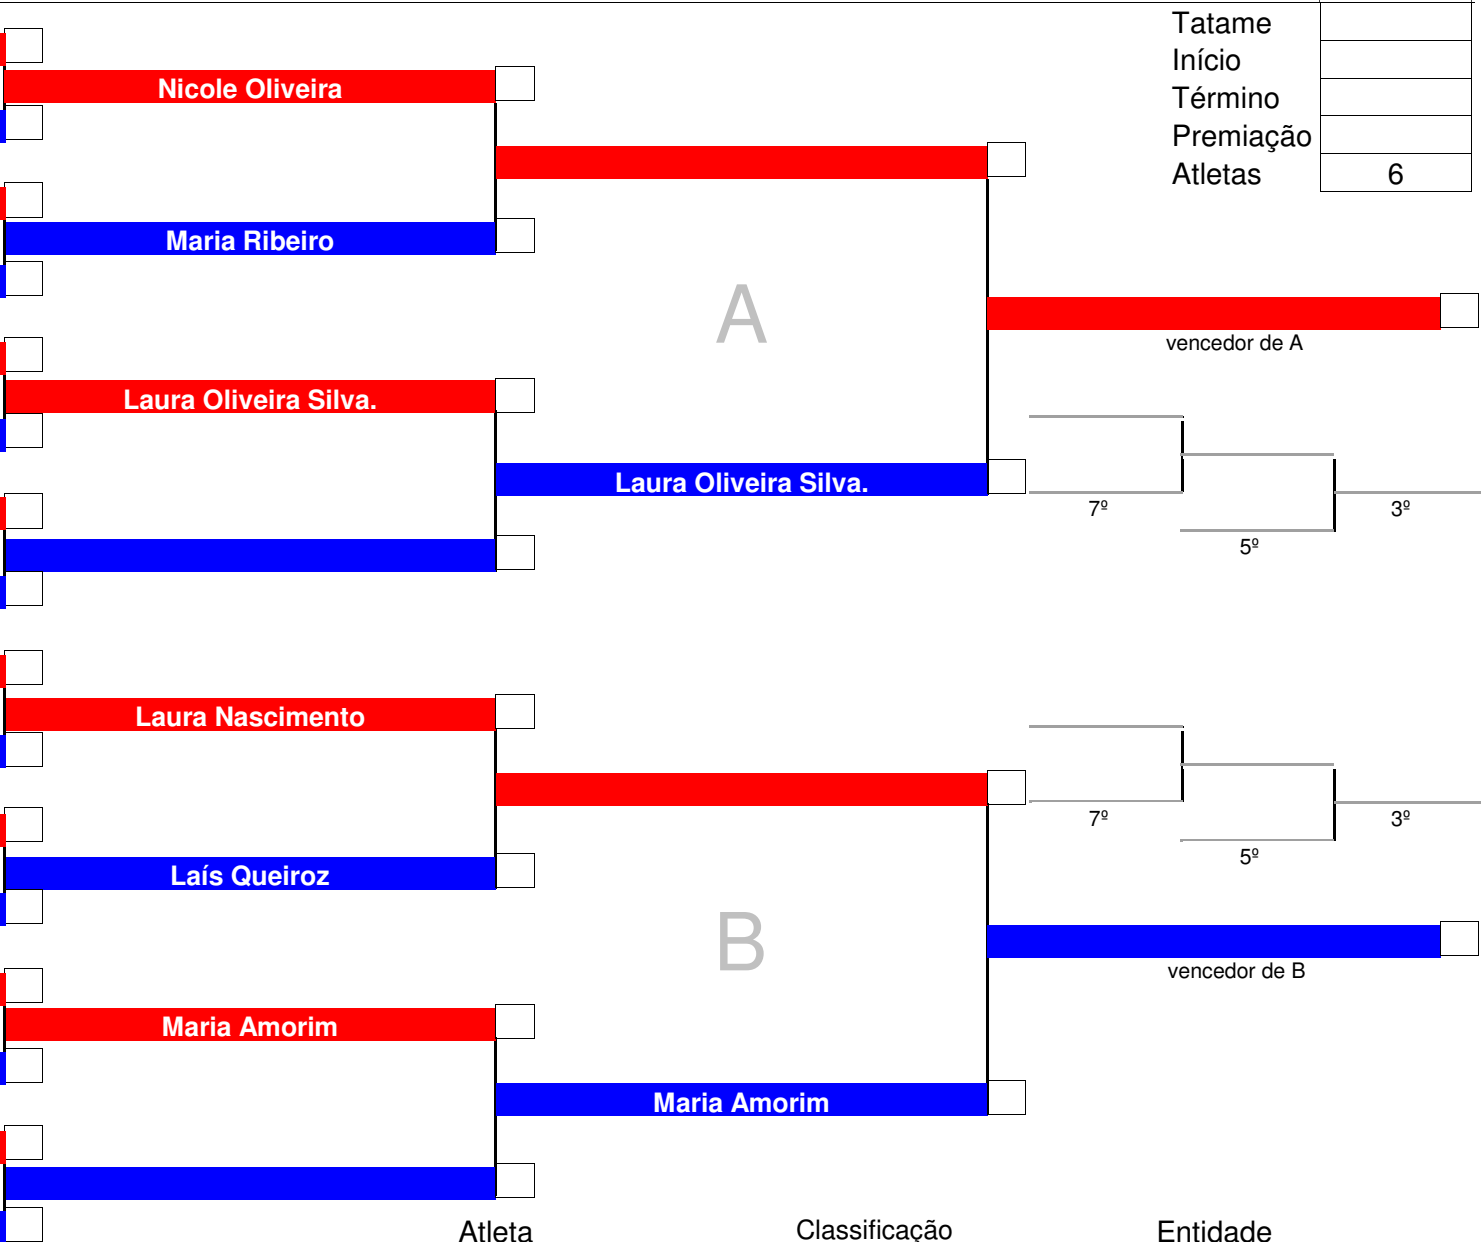 Tatame
Início
Término
Premiação
Atletas 6
Nicole Oliveira
Maria Ribeiro
A
vencedor de A
Laura Oliveira Silva.
Laura Oliveira Silva.
7º
3º
5º
Laura Nascimento
7º
3º
5º
Laís Queiroz
B
vencedor de B
Maria Amorim
Maria Amorim
Atleta Classificação Entidade